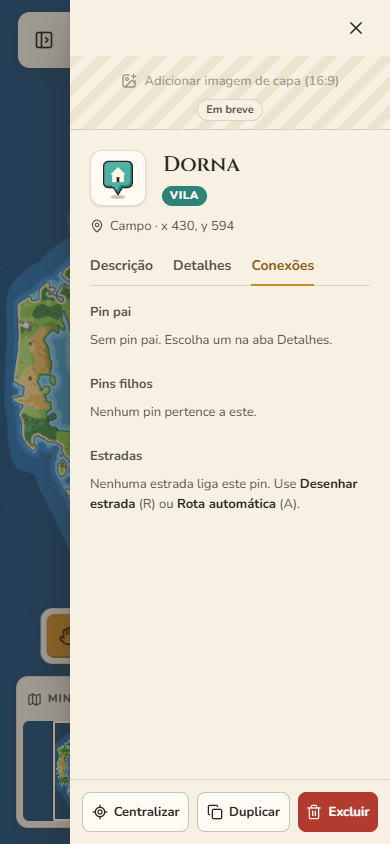 Adicionar imagem de capa (16:9)
Em breve
Dorna
VILA
Campo · x 430, y 594
Descrição Detalhes Conexões
Pin pai
Sem pin pai. Escolha um na aba Detalhes.
Pins filhos
Nenhum pin pertence a este.
Estradas
Nenhuma estrada liga este pin. Use Desenhar
estrada (R) ou Rota automática (A).
MIN
Centralizar Duplicar Excluir